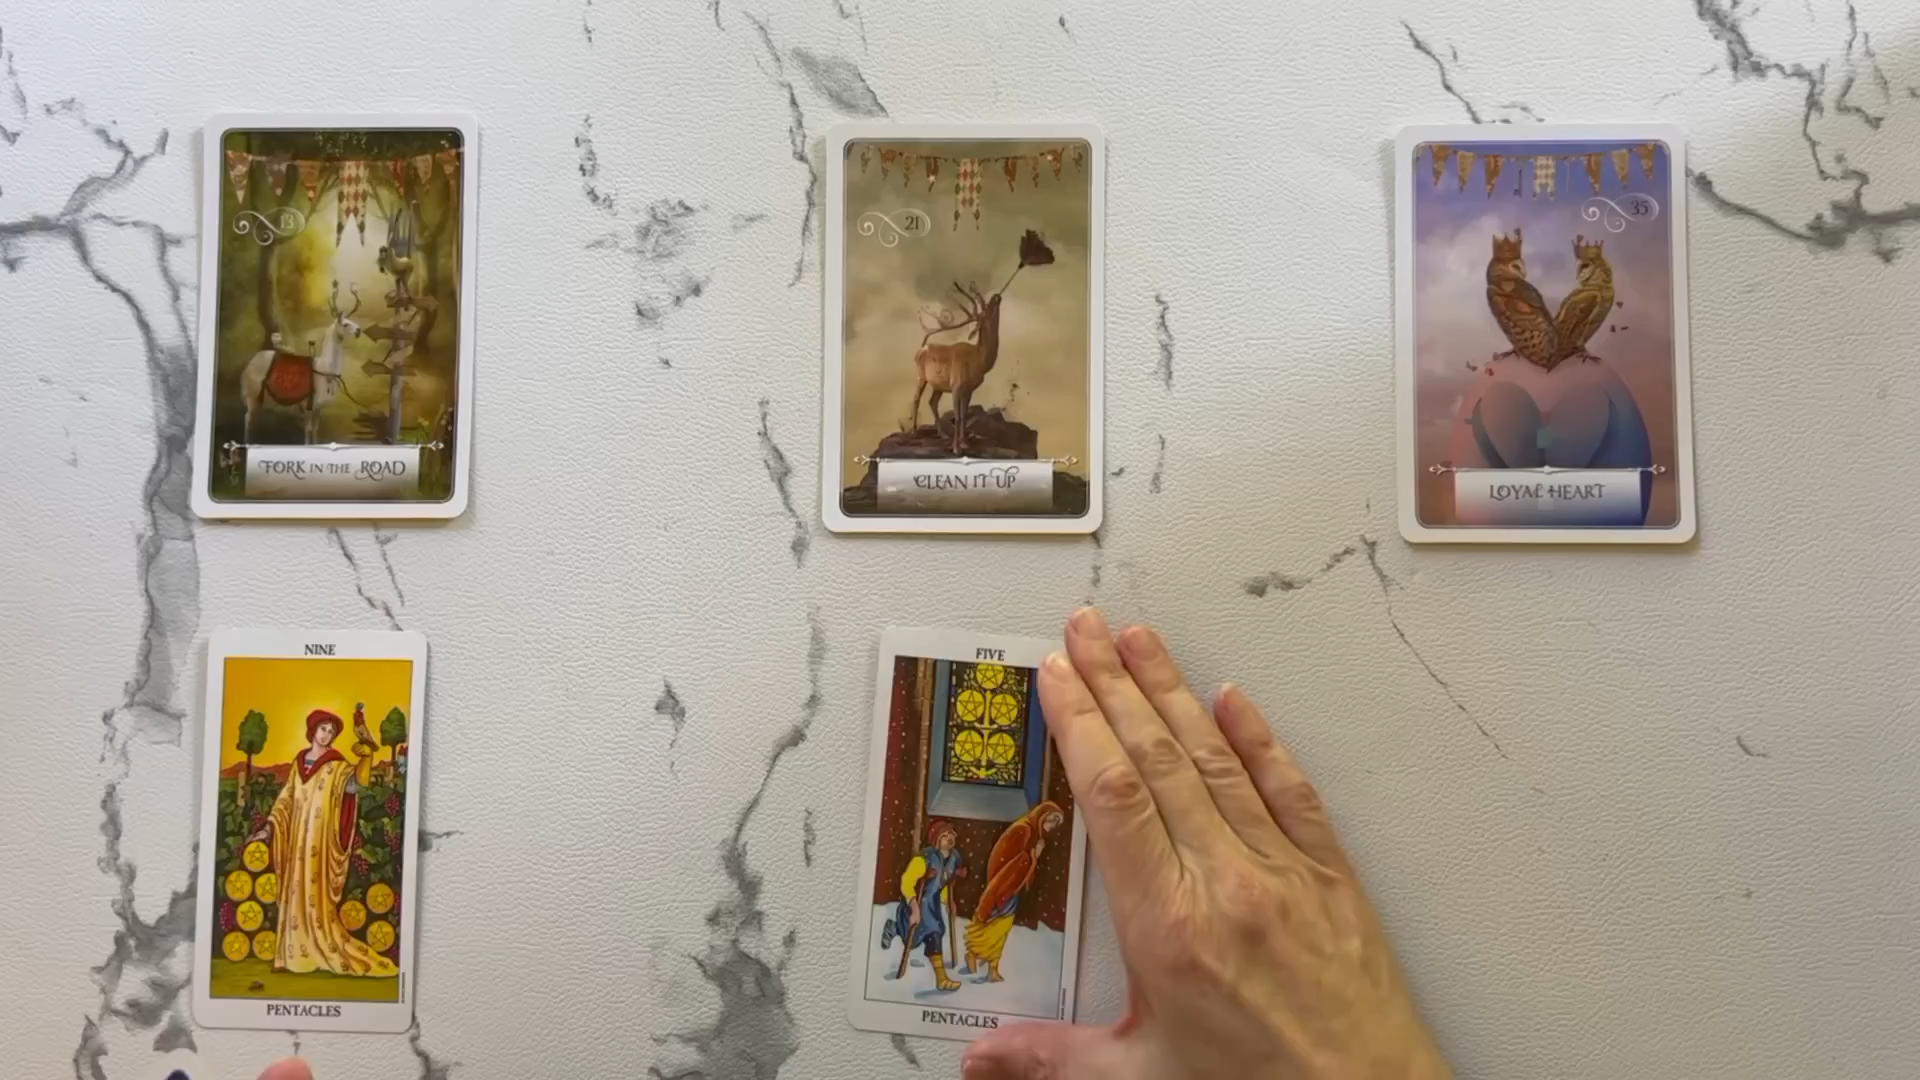 13
FORK IN THE ROAD
21
CLEAN IT UP
35
LOYAL HEART
NINE
PENTACLES
FIVE
PENTACLES